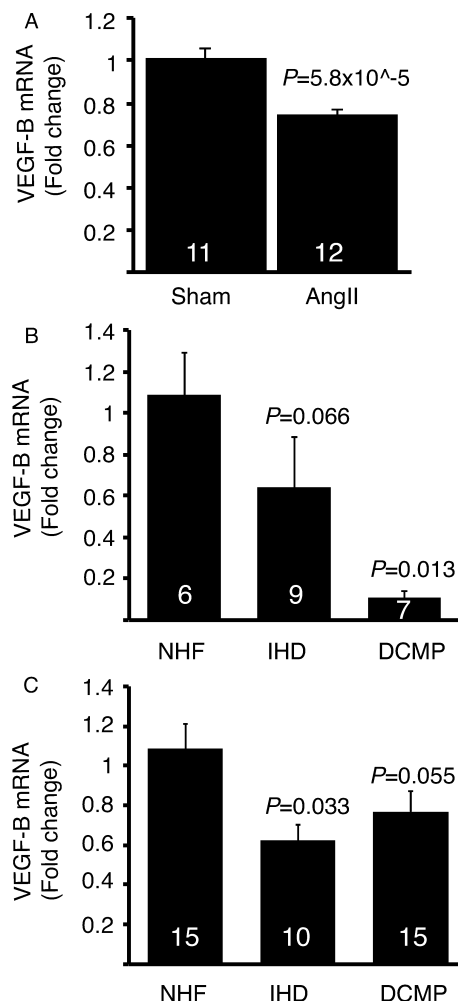 A
VEGF-B mRNA
(Fold change)
1.2
1
0.8
0.6
0.4
0.2
P=5.8x10^-5
11
12
Sham
AngII
B
VEGF-B mRNA
(Fold change)
1.4
1.2
1
0.8
0.6
0.4
0.2
P=0.066
P=0.013
6
9
7
NHF
IHD
DCMP
C
VEGF-B mRNA
(Fold change)
1.4
1.2
1
0.8
0.6
0.4
0.2
P=0.033
P=0.055
15
10
15
NHF
IHD
DCMP